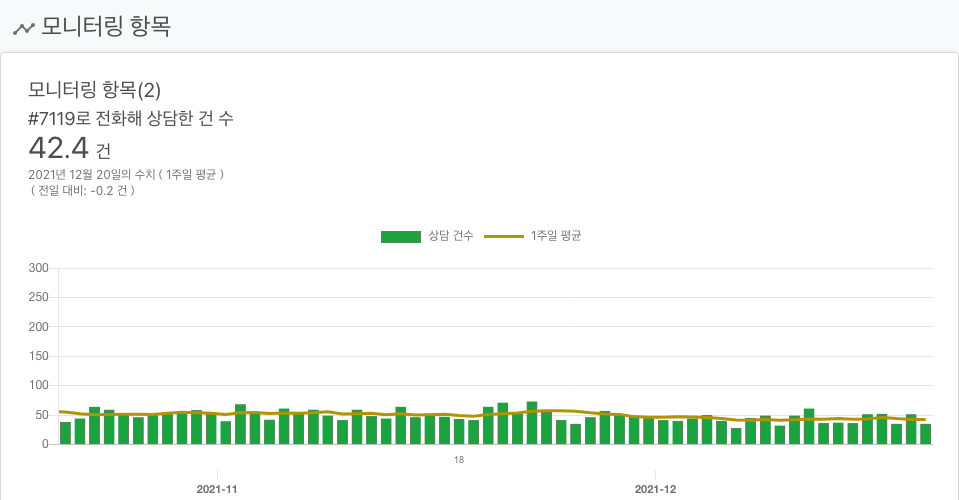 모니터링 항목
모니터링 항목(2)
#7119로 전화해 상담한 건 수
42.4 건
2021년 12월 20일의 수치 ( 1주일 평균 )
( 전일 대비: -0.2 건 )
상담 건수 1주일 평균
300
250
200
150
100
50
0
18
2021-11 2021-12